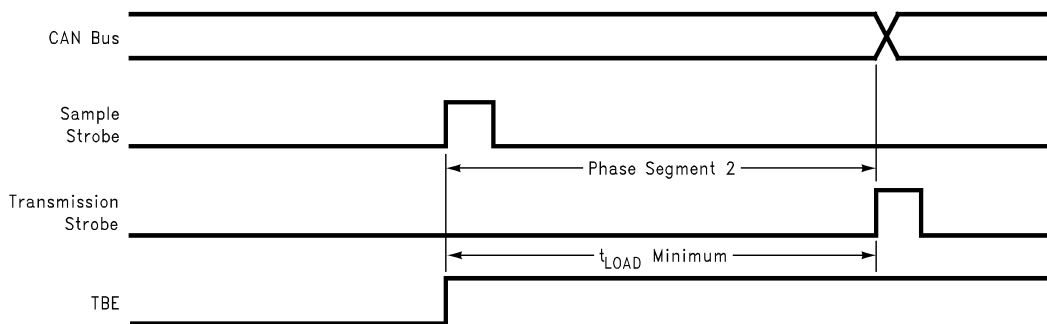 CAN Bus
Sample
Strobe
Phase Segment 2
Transmission
Strobe
tLOAD Minimum
TBE